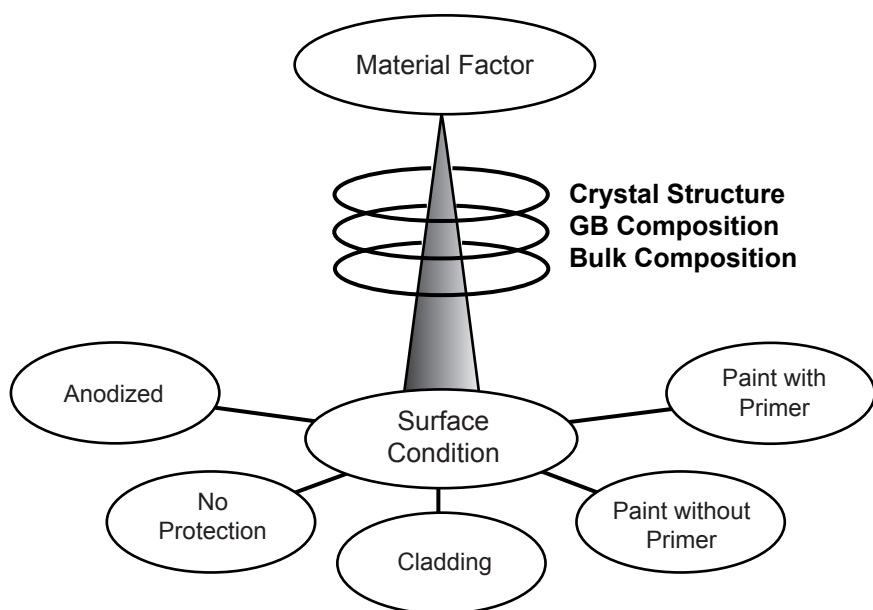 Material Factor
Crystal Structure
GB Composition
Bulk Composition
Anodized
Surface
Condition
Paint with
Primer
No
Protection
Cladding
Paint without
Primer